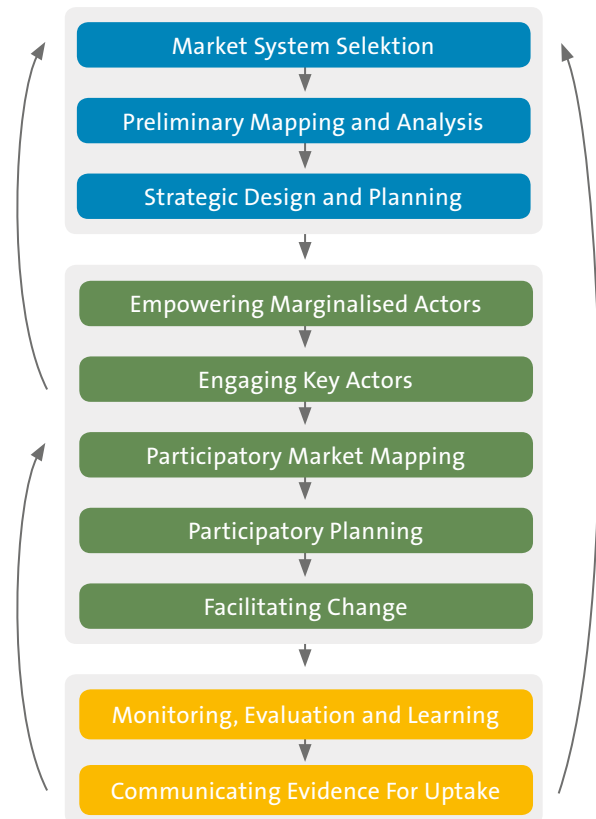 Market System Selektion
Preliminary Mapping and Analysis
Strategic Design and Planning
Empowering Marginalised Actors
Engaging Key Actors
Participatory Market Mapping
Participatory Planning
Facilitating Change
Monitoring, Evaluation and Learning
Communicating Evidence For Uptake